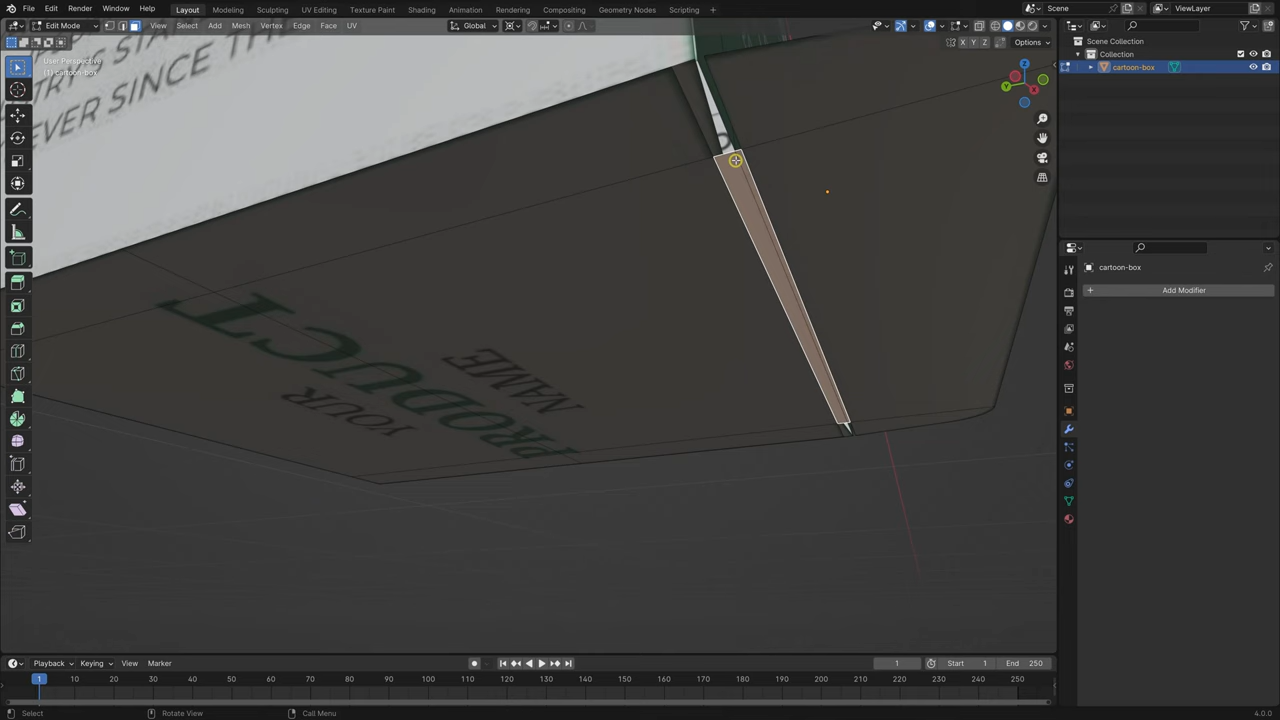 File Edit Render Window Help
Layout Modeling Sculpting UV Editing Texture Paint Shading Animation Rendering Compositing Geometry Nodes Scripting +
Scene
ViewLayer
Edit Mode
View Select Add Mesh Vertex Edge Face UV
Global
X Y Z
Options
User Perspective
(1) cartoon-box
EVER SINCE TH
Z
Y
X
YOUR
PRODUCT
NAME
Scene Collection
Collection
cartoon-box
cartoon-box
+ Add Modifier
Playback Keying View Marker
1
Start 1
End 250
1 10 20 30 40 50 60 70 80 90 100 110 120 130 140 150 160 170 180 190 200 210 220 230 240 250
Select
Rotate View
Call Menu
4.0.0